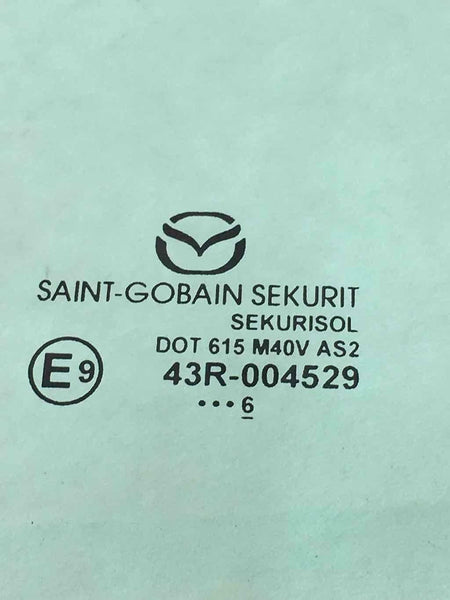 SAINT-GOBAIN SEKURIT
SEKURISOL
DOT 615 M40V AS2
E9 43R-004529
••• 6